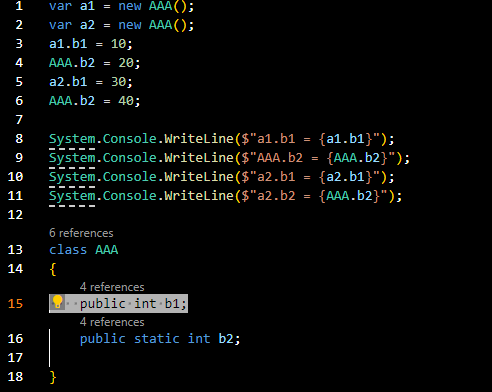 1 var a1 = new AAA();
2 var a2 = new AAA();
3 a1.b1 = 10;
4 AAA.b2 = 20;
5 a2.b1 = 30;
6 AAA.b2 = 40;
7
8 System.Console.WriteLine($"a1.b1 = {a1.b1}");
9 System.Console.WriteLine($"AAA.b2 = {AAA.b2}");
10 System.Console.WriteLine($"a2.b1 = {a2.b1}");
11 System.Console.WriteLine($"a2.b2 = {AAA.b2}");
12
6 references
13 class AAA
14 {
4 references
15 public int b1;
4 references
16 public static int b2;
17
18 }